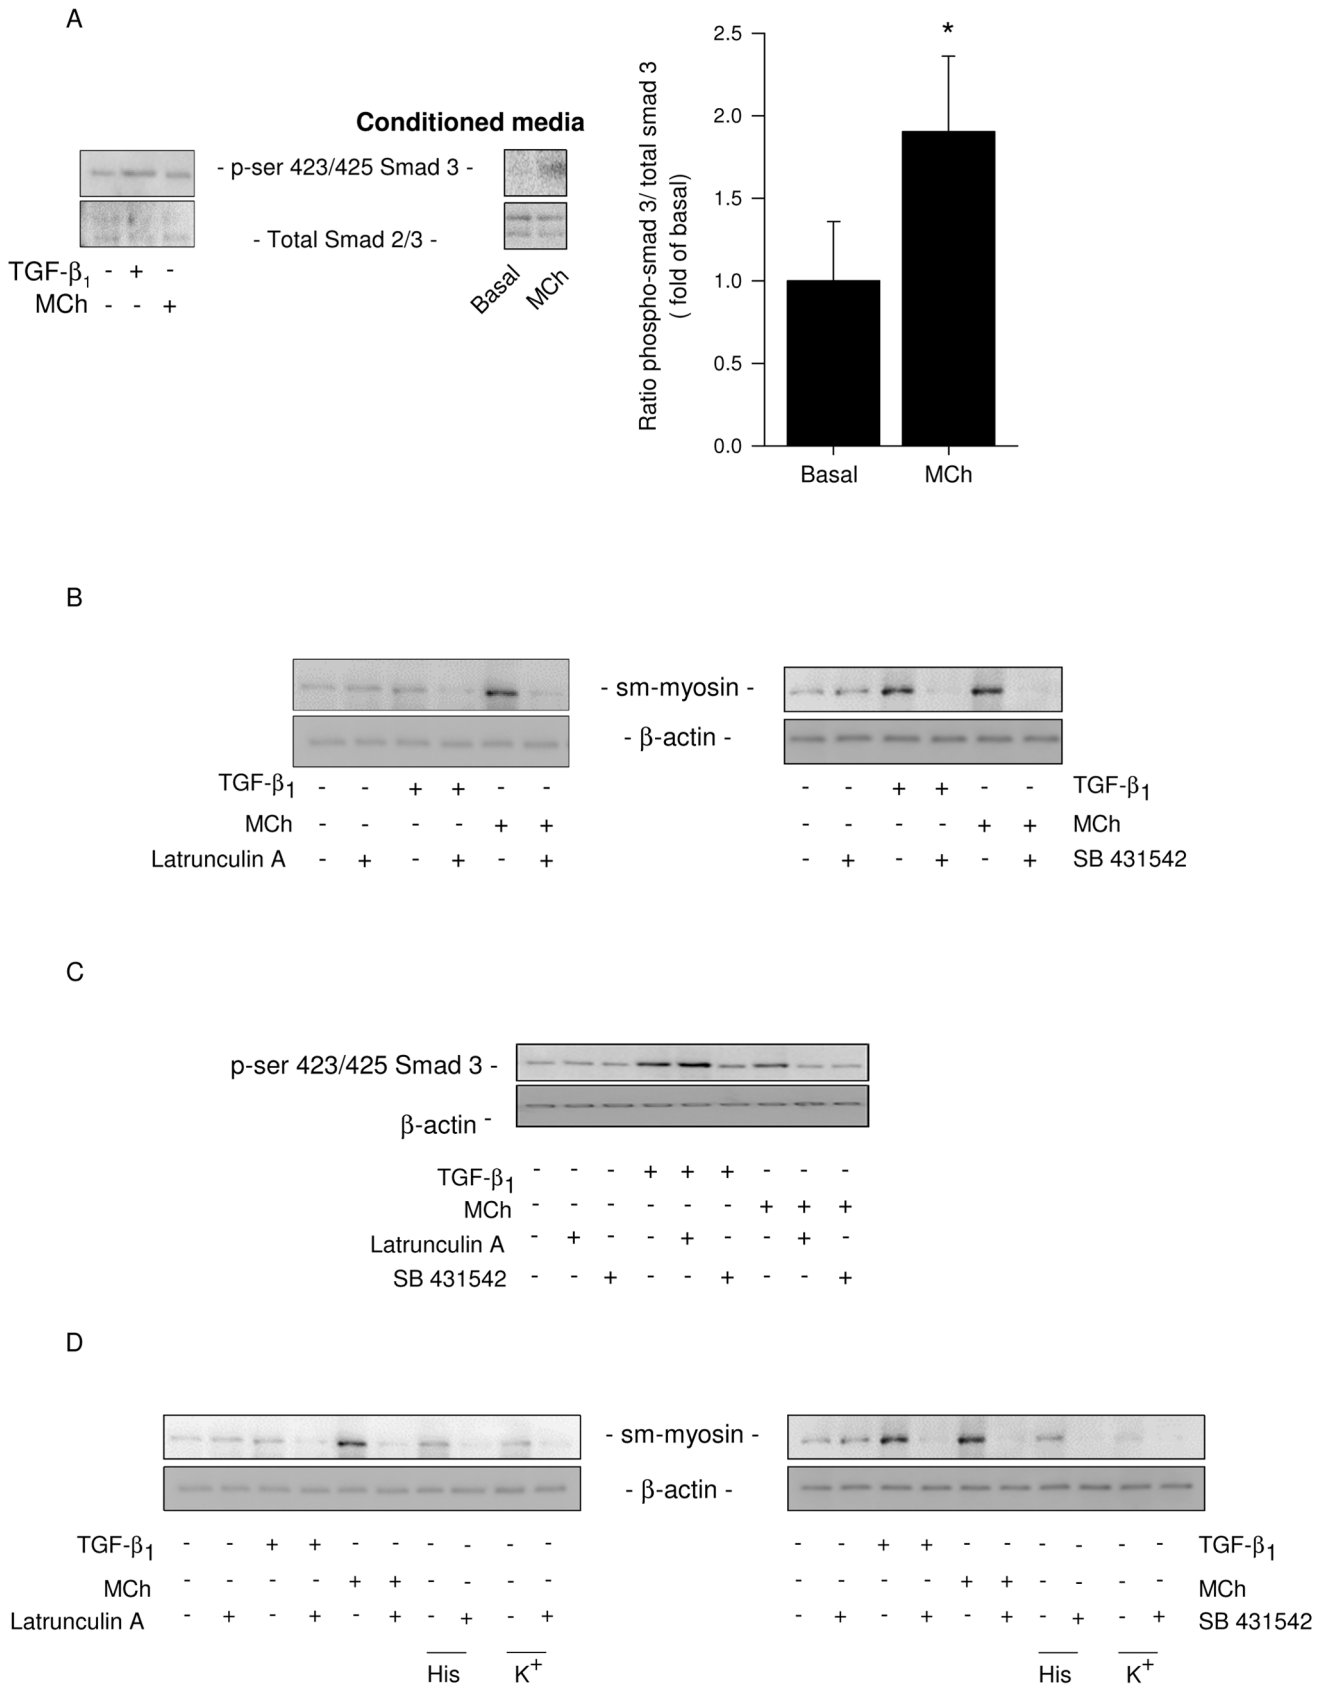 A
Conditioned media
- p-ser 423/425 Smad 3 -
- Total Smad 2/3 -
TGF-β1 - + -
MCh - - +
Basal MCh
Ratio phospho-smad 3/ total smad 3
( fold of basal)
2.5
2.0
1.5
1.0
0.5
0.0
*
Basal MCh
B
- sm-myosin -
- β-actin -
TGF-β1 - - + + - -
MCh - - - - + +
Latrunculin A - + - + - +
- - + + - - TGF-β1
- - - - + + MCh
- + - + - + SB 431542
C
p-ser 423/425 Smad 3 -
β-actin -
TGF-β1 - - - + + + - - -
MCh - - - - - - + + +
Latrunculin A - + - - + - - + -
SB 431542 - - + - - + - - +
D
- sm-myosin -
- β-actin -
TGF-β1 - - + + - - - - - -
MCh - - - - + + - - - -
Latrunculin A - + - + - + - + - +
His K+
- - + + - - - - - - TGF-β1
- - - - + + - - - - MCh
- + - + - + - + - + SB 431542
His K+